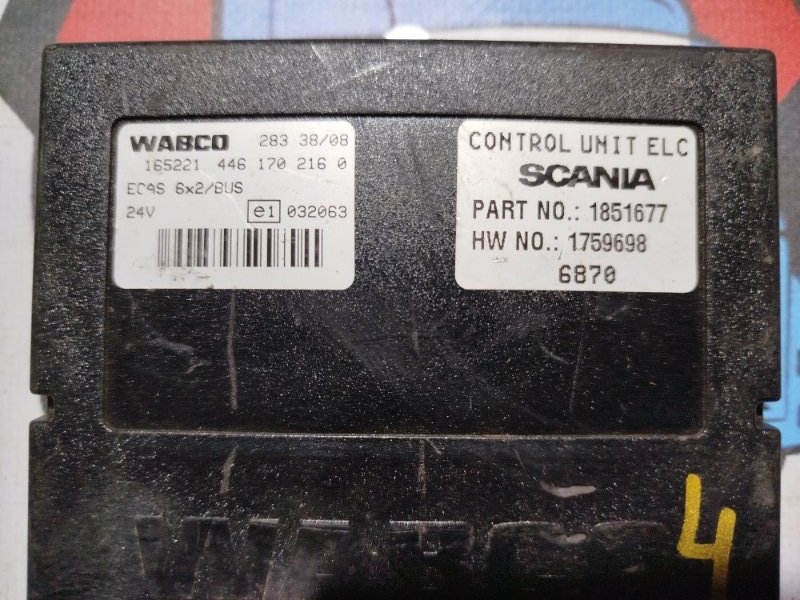 WABCO 283 38/08
165221 446 170 216 0
ECAS 6x2/BUS
24V e1 032063
CONTROL UNIT ELC
SCANIA
PART NO.: 1851677
HW NO.: 1759698
6870
WABCO
4